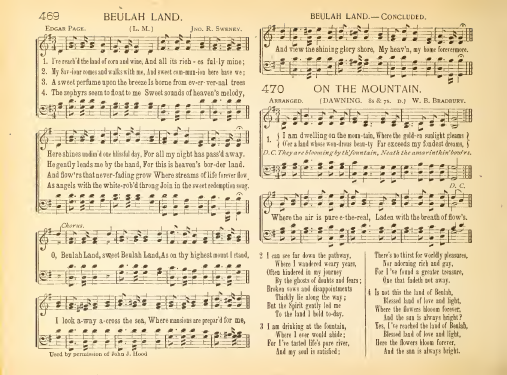 469
BEULAH LAND.
EDGAR PAGE. (L. M.) JNO. R. SWENEY.
1. I've reach'd the land of corn and wine, And all its rich - es ful-ly mine;
2. My Sav-iour comes and walks with me, And sweet com-mun-ion here have we;
3. A sweet perfume upon the breeze Is borne from ev-er ver-nal trees
4. The zephyrs seem to float to me Sweet sounds of heaven's melody,
Here shines undim'd one blissful day, For all my night has pass'd away.
He gently leads me by the hand, For this is heaven's bor-der land.
And flow'rs that never-fading grow Where streams of life forever flow.
As angels with the white-rob'd throng Join in the sweet redemption song.
Chorus.
O, Beulah Land, sweet Beulah Land, As on thy highest mount I stand,
I look a-way a-cross the sea, Where mansions are prepar'd for me,
Used by permission of John J. Hood
BEULAH LAND.—CONCLUDED.
And view the shining glory shore, My heav'n, my home forevermore.
470
ON THE MOUNTAIN.
ARRANGED. (DAWNING. 8s & 7s. D.) W. B. BRADBURY.
1. { I am dwelling on the moun-tain, Where the gold-en sunlight gleams }
{ O'er a land whose won-drous beau-ty Far exceeds my fondest dreams, }
D. C. They are blooming by th' fountain, 'Neath the
D. C.
Where the air is pure e-the-real, Laden with the breath of flow'rs.
2 I can see far down the pathway,
Where I wandered weary years,
Often hindered in my journey
By the ghosts of doubts and fears;
Broken vows and disappointments
Thickly lie along the way;
But the Spirit gently led me
To the land I hold to-day.
3 I am drinking at the fountain,
Where I ever would abide;
For I've tasted life's pure river,
And my soul is satisfied;
There's no thirst for worldly pleasures,
Nor adorning rich and gay,
For I've found a greater treasure,
One that fadeth not away.
4 Is not this the land of Beulah,
Blessed land of love and light,
Where the flowers bloom forever,
And the sun is always bright?
Yes, I've reached the land of Beulah,
Blessed land of love and light,
Here the flowers bloom forever,
And the sun is always bright.